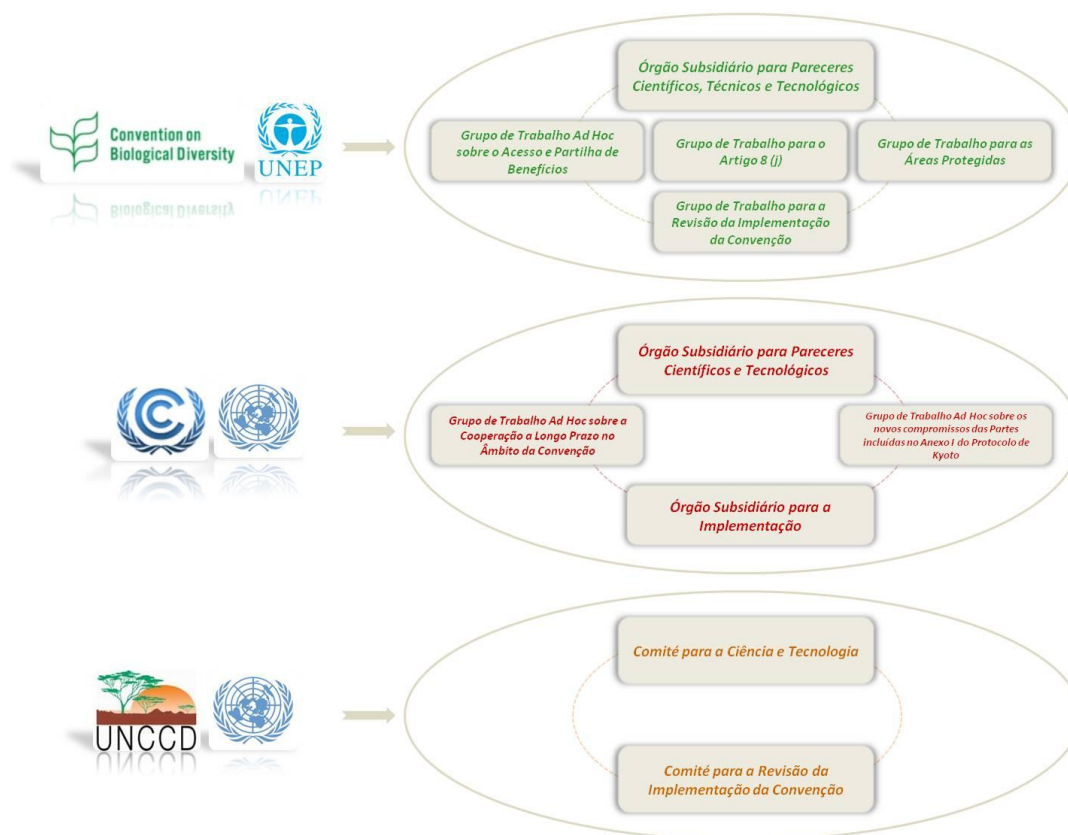 Órgão Subsidiário para Pareceres
Científicos, Técnicos e Tecnológicos
Convention on
Biological Diversity
UNEP
Grupo de Trabalho Ad Hoc
sobre o Acesso e Partilha de
Benefícios
Grupo de Trabalho para o
Artigo 8 (j)
Grupo de Trabalho para as
Áreas Protegidas
Grupo de Trabalho para a
Revisão da Implementação
da Convenção
Órgão Subsidiário para Pareceres
Científicos e Tecnológicos
Grupo de Trabalho Ad Hoc sobre a
Cooperação a Longo Prazo no
Âmbito da Convenção
Grupo de Trabalho Ad Hoc sobre os
novos compromissos das Partes
incluídas no Anexo I do Protocolo de
Kyoto
Órgão Subsidiário para a
Implementação
Comité para a Ciência e Tecnologia
UNCCD
Comité para a Revisão da
Implementação da Convenção